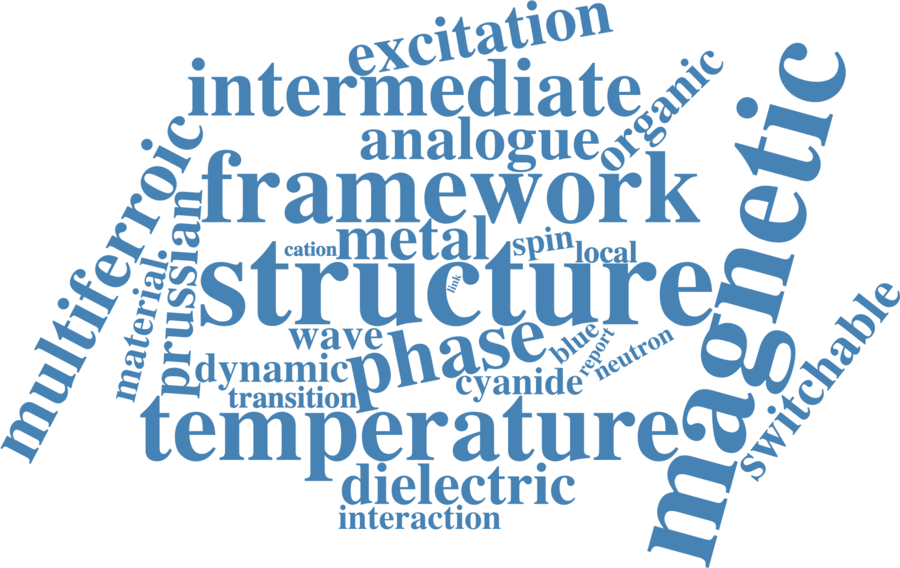 excitation
intermediate
organic
analogue
magnetic
multiferroic
framework
prussian
metal
spin
local
cation
material
structure
link
wave
phase
blue
report
neutron
switchable
dynamic
cyanide
transition
temperature
dielectric
interaction